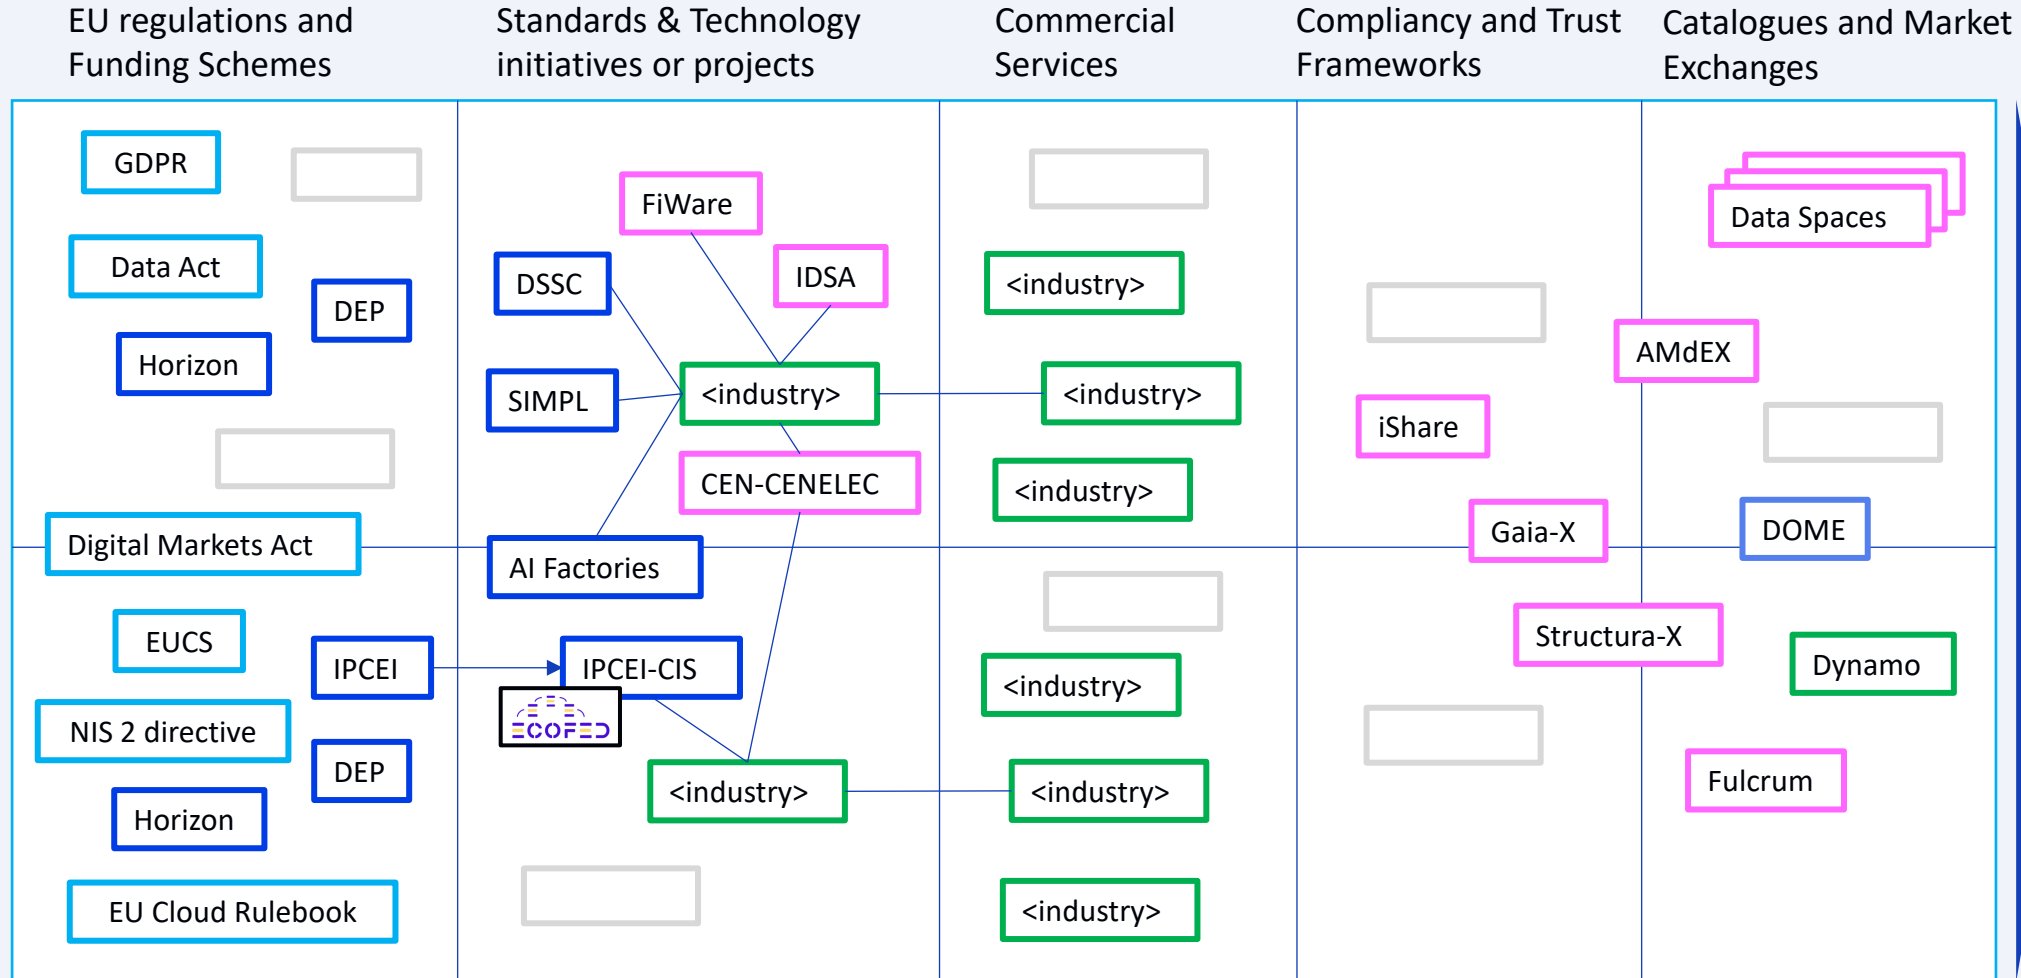 EU regulations and
Funding Schemes
Standards & Technology
initiatives or projects
Commercial
Services
Compliancy and Trust
Frameworks
Catalogues and Market
Exchanges
GDPR
Data Act
DEP
Horizon
Digital Markets Act
EUCS
IPCEI
NIS 2 directive
DEP
Horizon
EU Cloud Rulebook
FiWare
IDSA
DSSC
SIMPL
<industry>
CEN-CENELEC
AI Factories
IPCEI-CIS
ECOFED
<industry>
<industry>
<industry>
<industry>
<industry>
<industry>
<industry>
iShare
Gaia-X
Structura-X
Data Spaces
AMdEX
DOME
Dynamo
Fulcrum